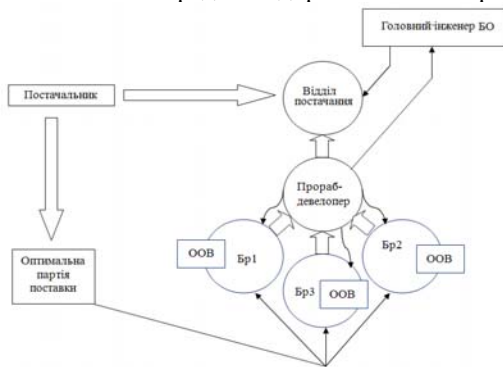 Головний інженер БО
Постачальник
Відділ
постачання
Прораб-
девелопер
Оптимальна
партія
поставки
ООВ
Бр1
Бр2
ООВ
Бр3
ООВ